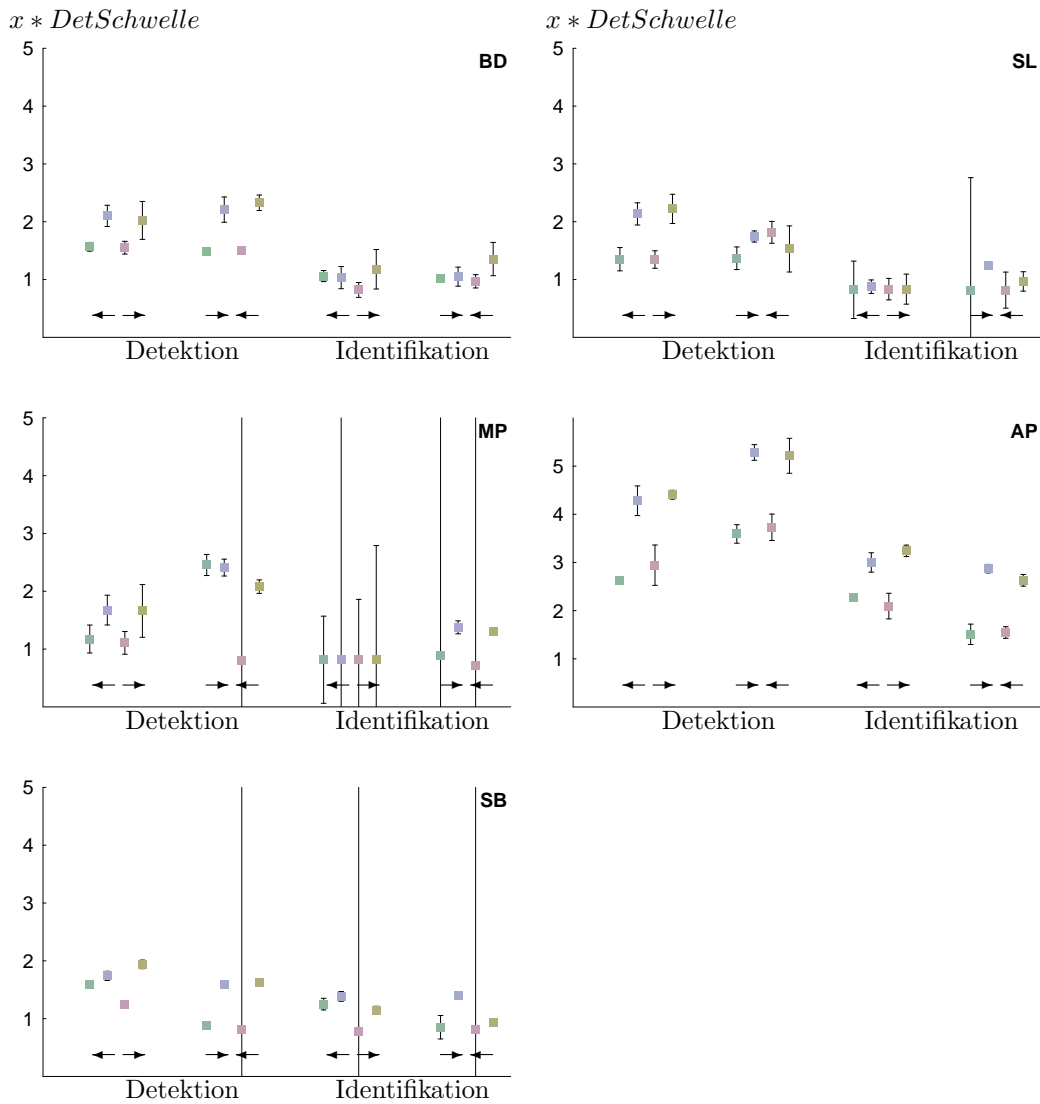 x ∗ DetSchwelle
x ∗ DetSchwelle
BD
5
4
3
2
1
Detektion
Identifikation
SL
5
4
3
2
1
Detektion
Identifikation
MP
5
4
3
2
1
Detektion
Identifikation
AP
5
4
3
2
1
Detektion
Identifikation
SB
5
4
3
2
1
Detektion
Identifikation